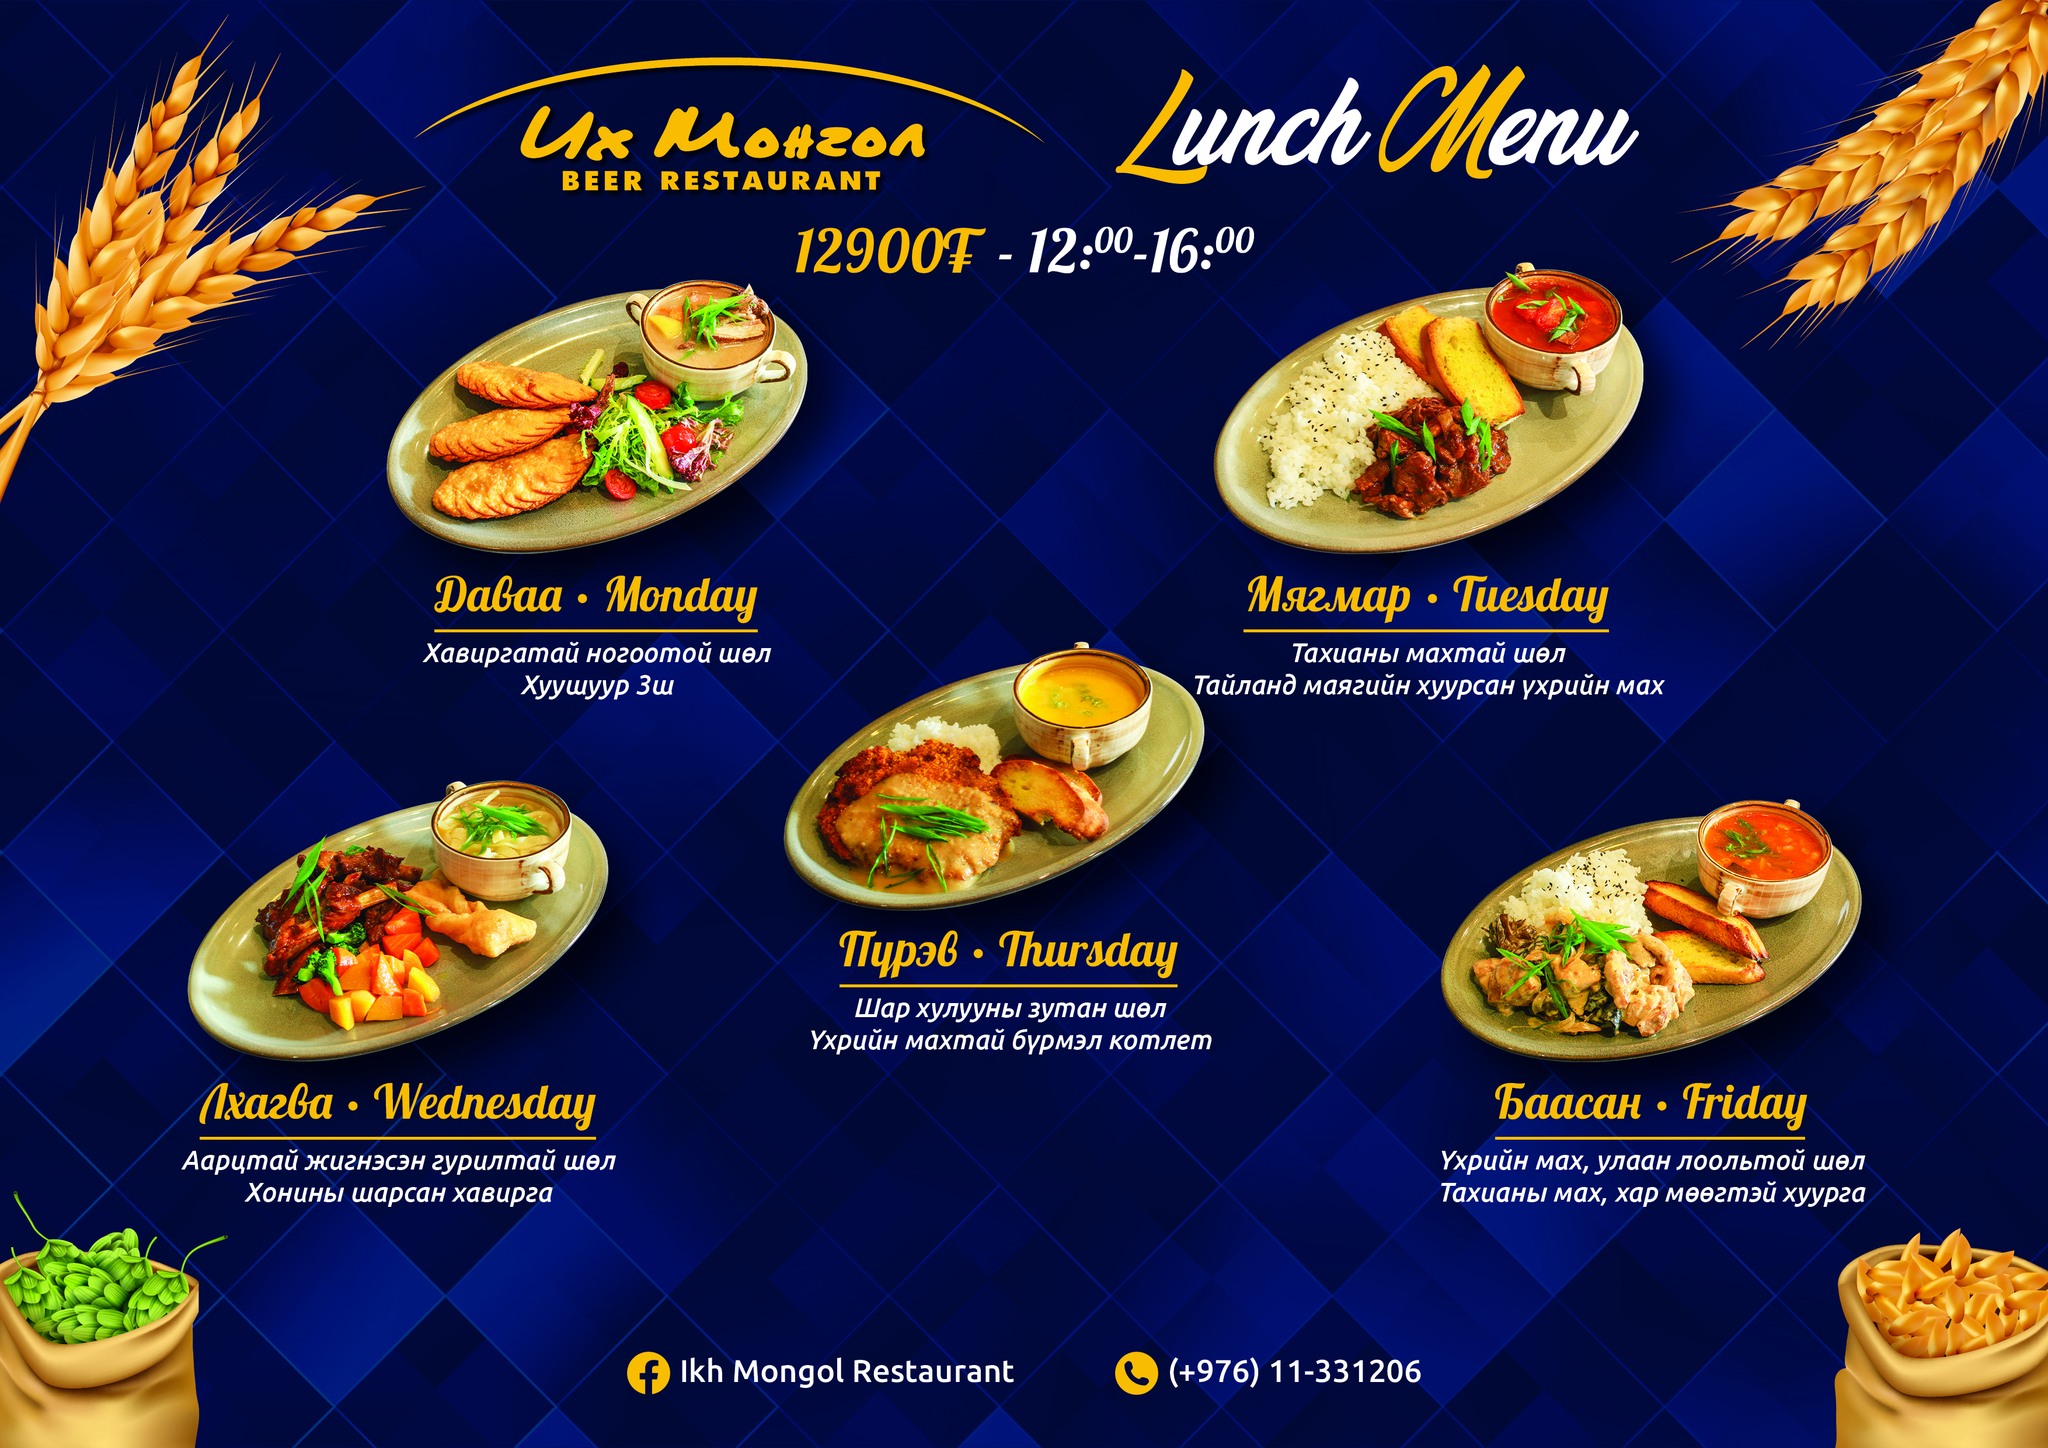 Их Монгол
BEER RESTAURANT
Lunch Menu
12900₮ - 12:00-16:00
Даваа • Monday
Хавиргатай ногоотой шөл
Хуушуур 3ш
Мягмар • Tuesday
Тахианы махтай шөл
Тайланд маягийн хуурсан үхрийн мах
Лхагва • Wednesday
Аарцтай жигнэсэн гурилтай шөл
Хонины шарсан хавирга
Пүрэв • Thursday
Шар хулууны зутан шөл
Үхрийн махтай бүрмэл котлет
Баасан • Friday
Үхрийн мах, улаан лоольтой шөл
Тахианы мах, хар мөөгтэй хуурга
Ikh Mongol Restaurant
(+976) 11-331206